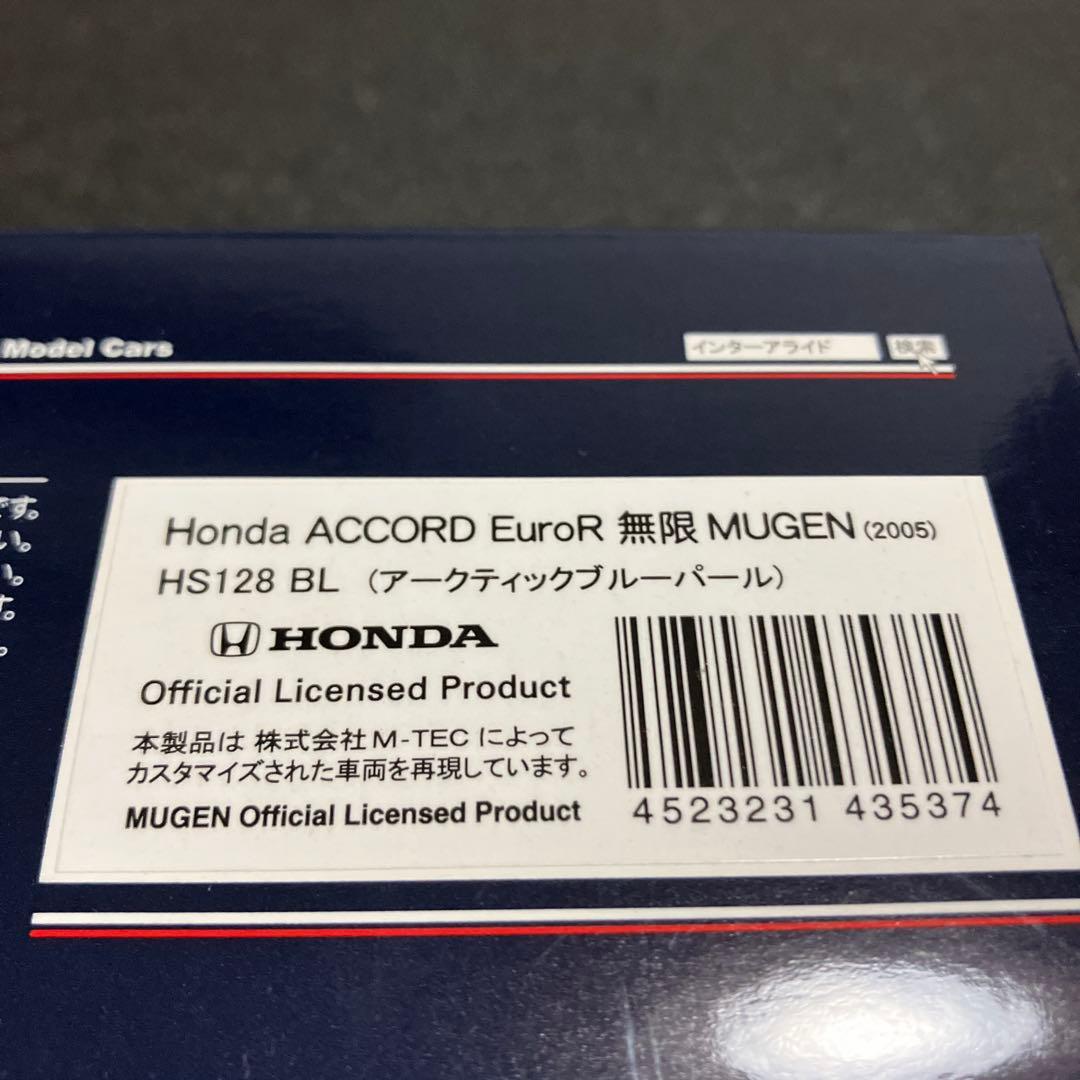 Model Cars
インターアライド 検索
です。
い。
い。
す。
。
Honda ACCORD EuroR 無限 MUGEN (2005)
HS128 BL (アークティックブルーパール)
HONDA
Official Licensed Product
本製品は 株式会社 M-TEC によって
カスタマイズされた車両を再現しています。
MUGEN Official Licensed Product
4523231 435374